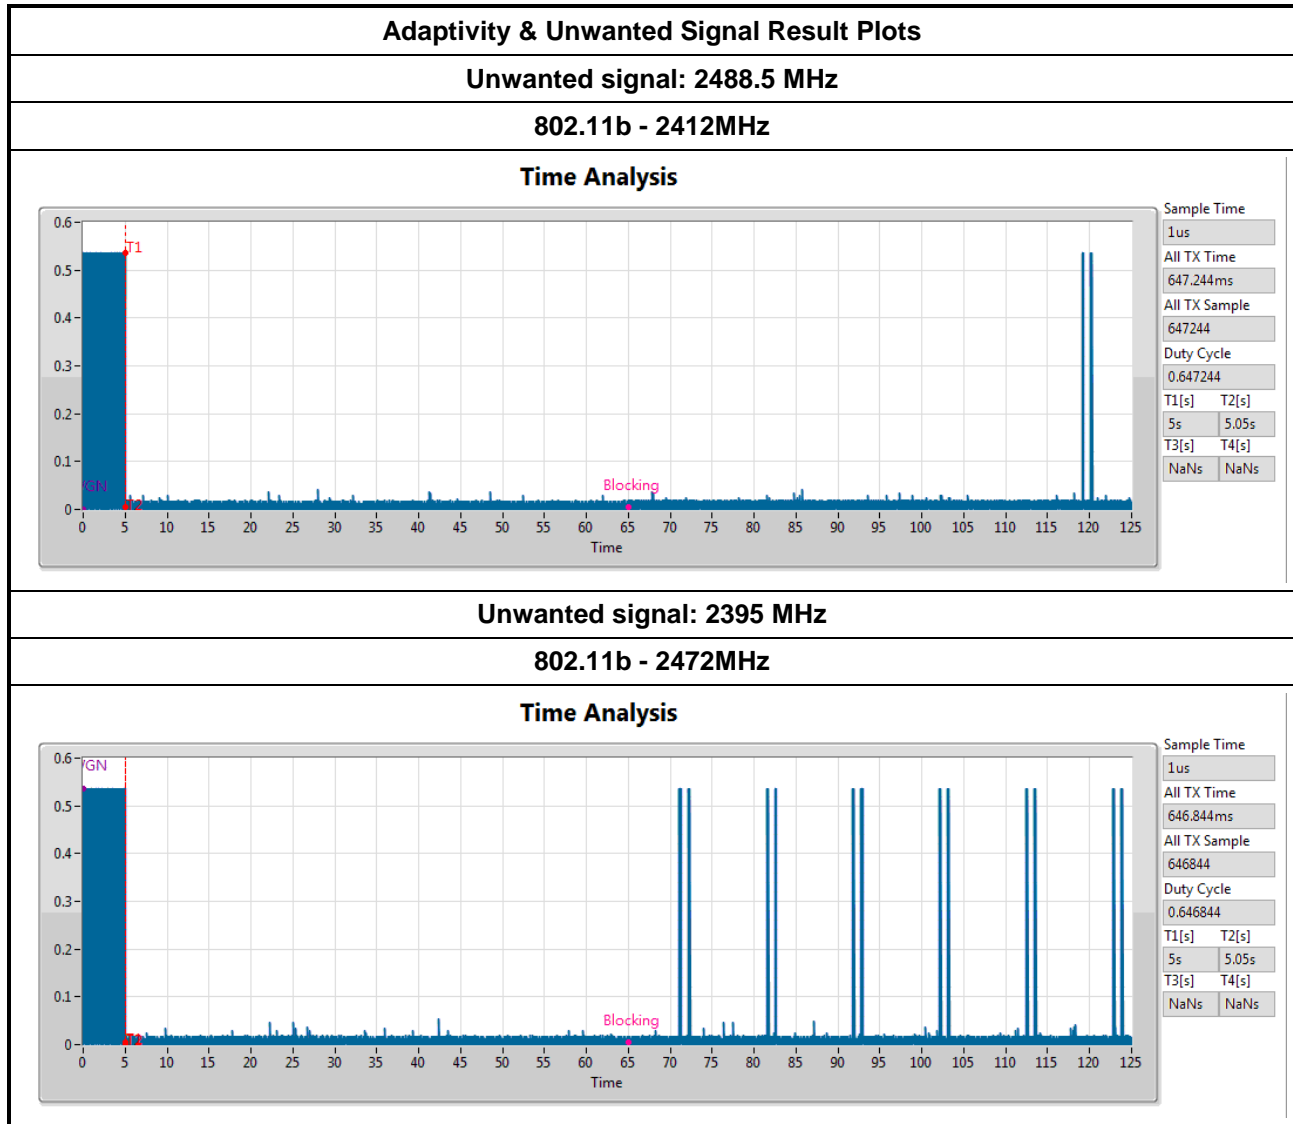 Adaptivity & Unwanted Signal Result Plots
Unwanted signal: 2488.5 MHz
802.11b - 2412MHz
Time Analysis
0.6
0.5
0.4
0.3
0.2
0.1
0
T1
Blocking
0 5 10 15 20 25 30 35 40 45 50 55 60 65 70 75 80 85 90 95 100 105 110 115 120 125
Time
Sample Time
1us
All TX Time
647.244ms
All TX Sample
647244
Duty Cycle
0.647244
T1[s] T2[s]
5s 5.05s
T3[s] T4[s]
NaNs NaNs
Unwanted signal: 2395 MHz
802.11b - 2472MHz
Time Analysis
0.6
0.5
0.4
0.3
0.2
0.1
0
Blocking
0 5 10 15 20 25 30 35 40 45 50 55 60 65 70 75 80 85 90 95 100 105 110 115 120 125
Time
Sample Time
1us
All TX Time
646.844ms
All TX Sample
646844
Duty Cycle
0.646844
T1[s] T2[s]
5s 5.05s
T3[s] T4[s]
NaNs NaNs